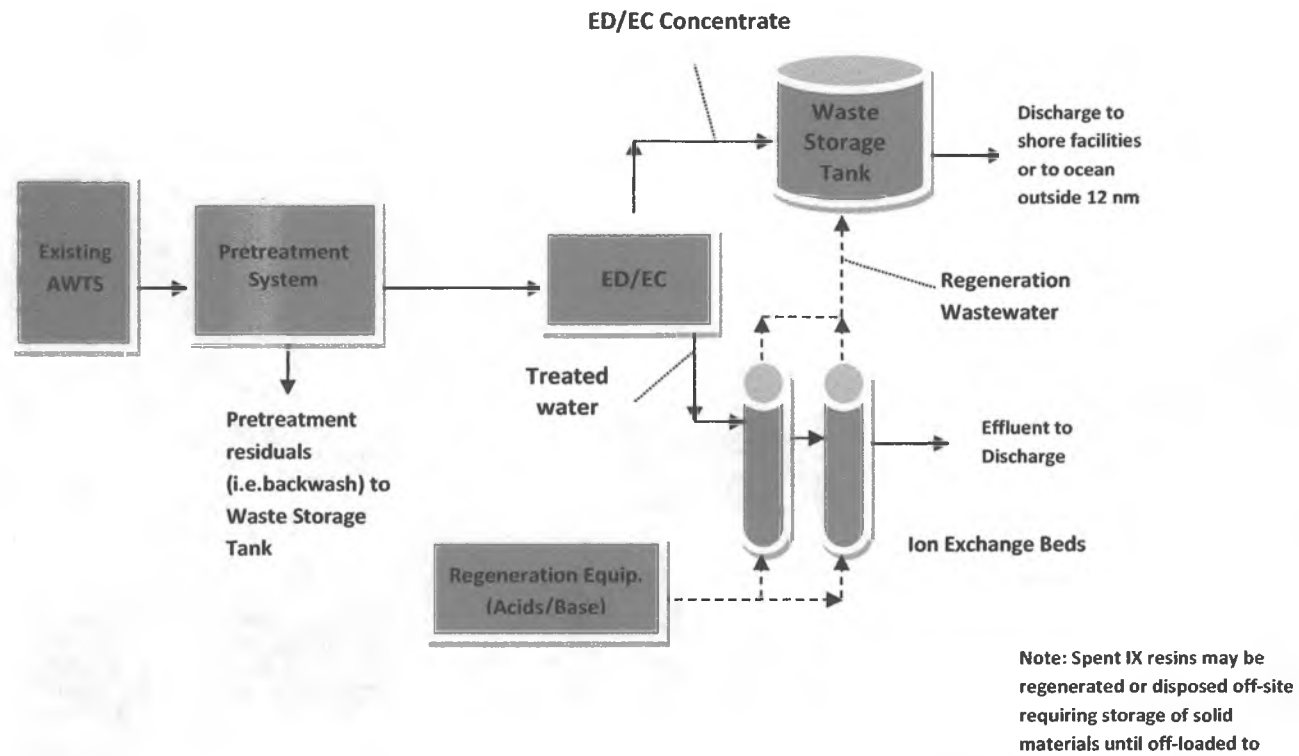 ED/EC Concentrate
Waste
Storage
Tank
Discharge to
shore facilities
or to ocean
outside 12 nm
Existing
AWTS
Pretreatment
System
ED/EC
Regeneration
Wastewater
Treated
water
Pretreatment
residuals
(i.e.backwash) to
Waste Storage
Tank
Effluent to
Discharge
Ion Exchange Beds
Regeneration Equip.
(Acids/Base)
Note: Spent IX resins may be
regenerated or disposed off-site
requiring storage of solid
materials until off-loaded to